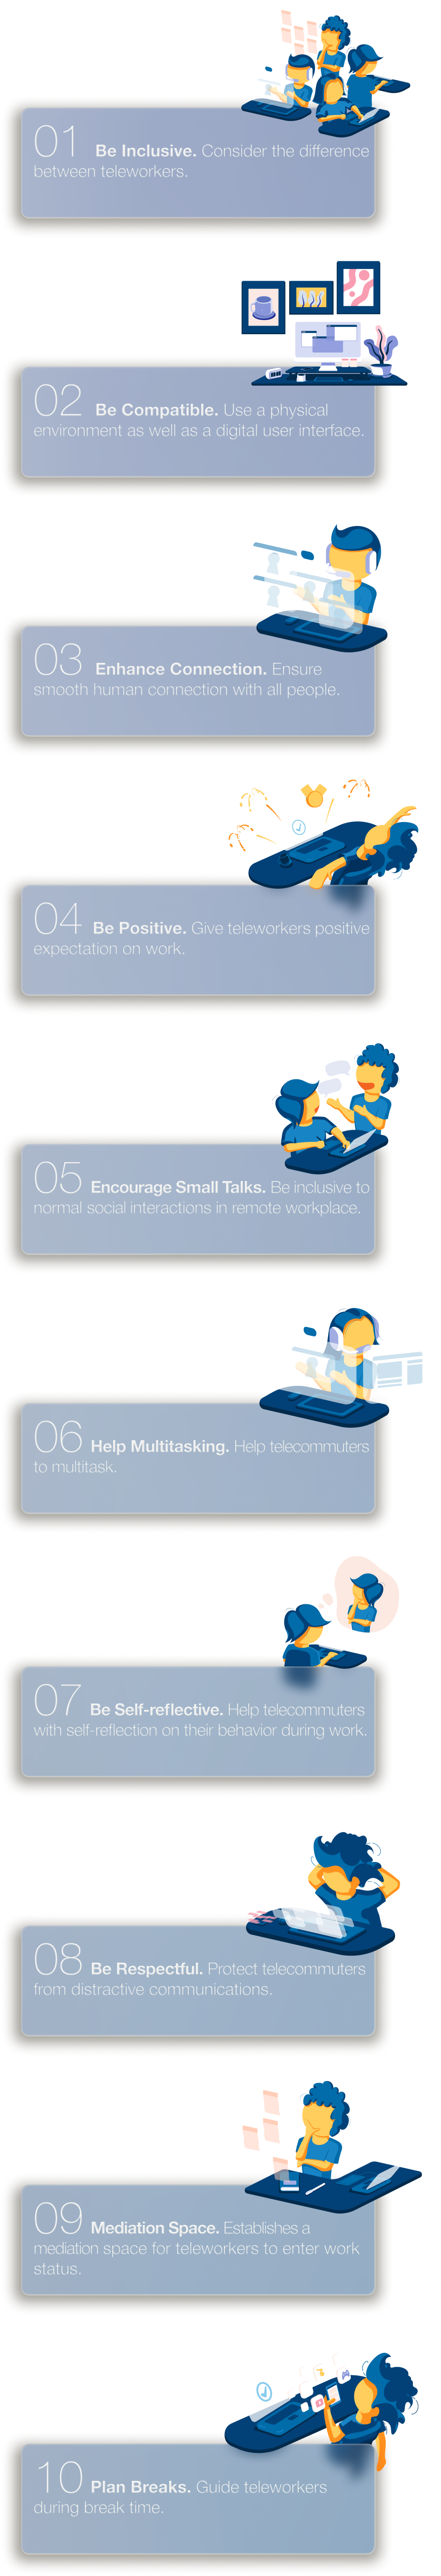 01 Be Inclusive. Consider the difference
between teleworkers.
02 Be Compatible. Use a physical
environment as well as a digital user interface.
03 Enhance Connection. Ensure
smooth human connection with all people.
04 Be Positive. Give teleworkers positive
expectation on work.
05 Encourage Small Talks. Be inclusive to
normal social interactions in remote workplace.
06 Help Multitasking. Help telecommuters
to multitask.
07 Be Self-reflective. Help telecommuters
with self-reflection on their behavior during work.
08 Be Respectful. Protect telecommuters
from distractive communications.
09 Mediation Space. Establishes a
mediation space for teleworkers to enter work
status.
10 Plan Breaks. Guide teleworkers
during break time.